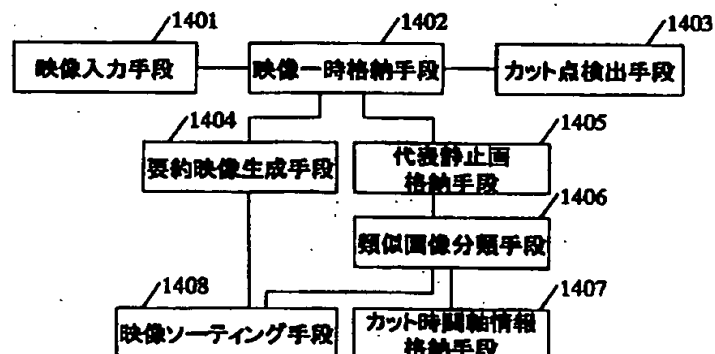 1401
1402
1403
映像入力手段
映像一時格納手段
カット点検出手段
1404
1405
要約映像生成手段
代表静止画
格納手段
1406
類似画像分類手段
1408
1407
映像ソーティング手段
カット時間軸情報
格納手段